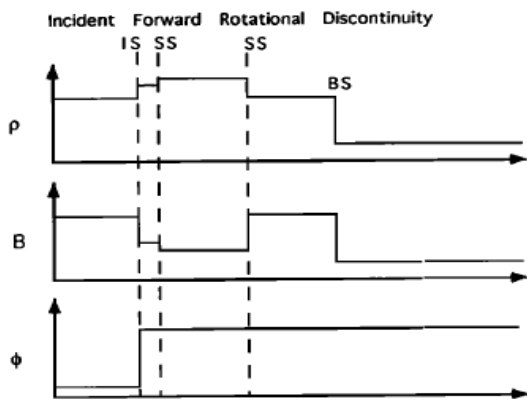 Incident Forward Rotational Discontinuity
IS SS SS
BS
ρ
B
ϕ